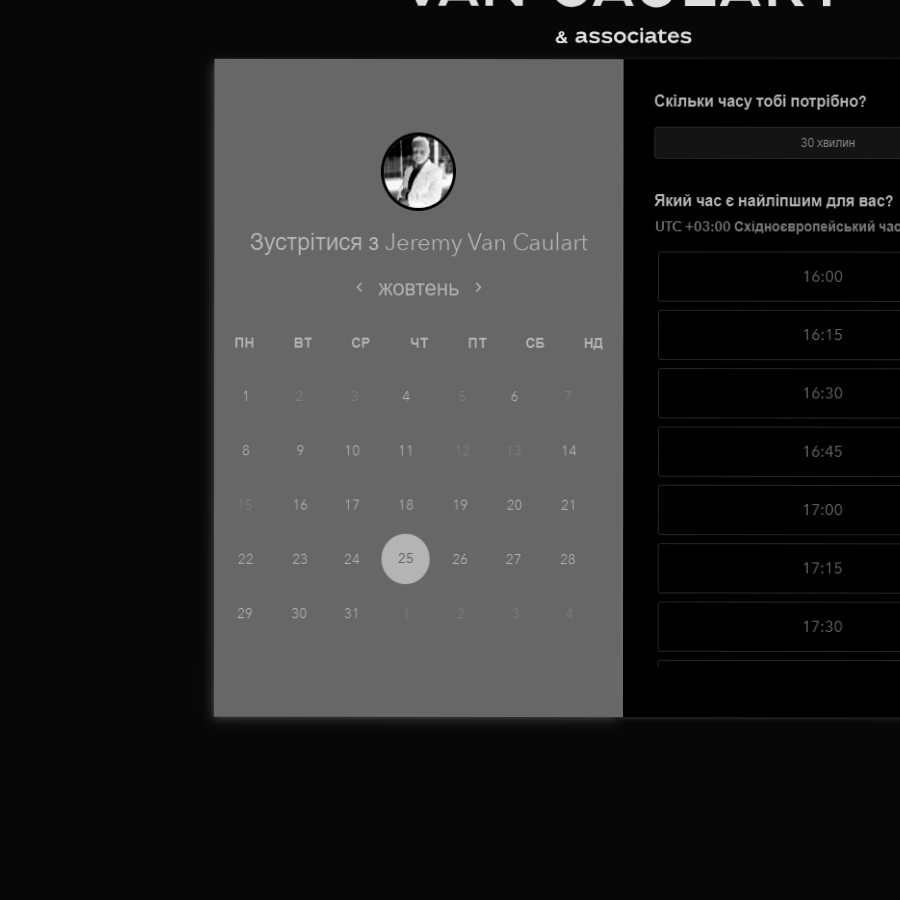 VAN CAULART
& associates
Зустрітися з Jeremy Van Caulart
жовтень
ПН ВТ СР ЧТ ПТ СБ НД
1 2 3 4 5 6 7
8 9 10 11 12 13 14
15 16 17 18 19 20 21
22 23 24 25 26 27 28
29 30 31 1 2 3 4
Скільки часу тобі потрібно?
30 хвилин
Який час є найліпшим для вас?
UTC +03:00 Східноєвропейський час
16:00
16:15
16:30
16:45
17:00
17:15
17:30